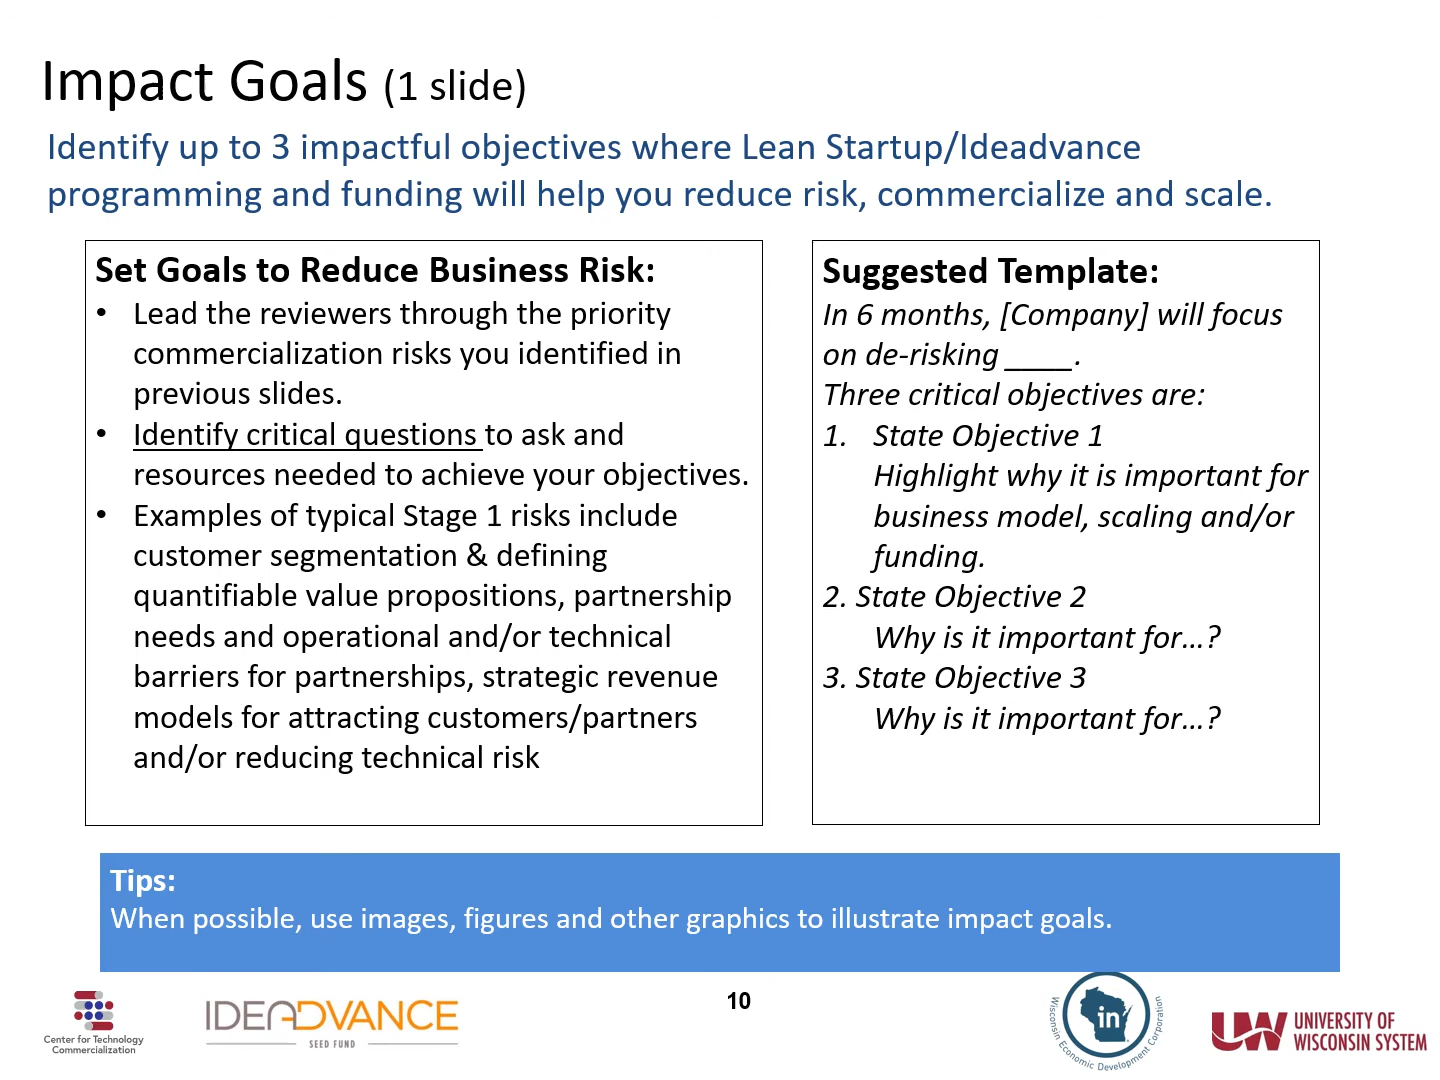 Impact Goals (1 slide)
Identify up to 3 impactful objectives where Lean Startup/Ideadvance
programming and funding will help you reduce risk, commercialize and scale.
Set Goals to Reduce Business Risk:
• Lead the reviewers through the priority
commercialization risks you identified in
previous slides.
• Identify critical questions to ask and
resources needed to achieve your objectives.
• Examples of typical Stage 1 risks include
customer segmentation & defining
quantifiable value propositions, partnership
needs and operational and/or technical
barriers for partnerships, strategic revenue
models for attracting customers/partners
and/or reducing technical risk
Suggested Template:
In 6 months, [Company] will focus
on de-risking ____.
Three critical objectives are:
1. State Objective 1
Highlight why it is important for
business model, scaling and/or
funding.
2. State Objective 2
Why is it important for...?
3. State Objective 3
Why is it important for...?
Tips:
When possible, use images, figures and other graphics to illustrate impact goals.
Center for Technology
Commercialization
IDEADVANCE
SEED FUND
10
Wisconsin Economic Development Corporation
in
UW
UNIVERSITY OF
WISCONSIN SYSTEM